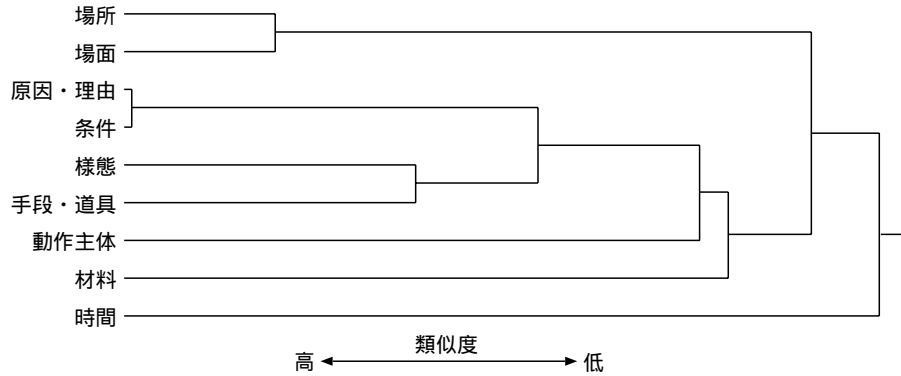 場所
場面
原因・理由
条件
様態
手段・道具
動作主体
材料
時間
類似度
高 低